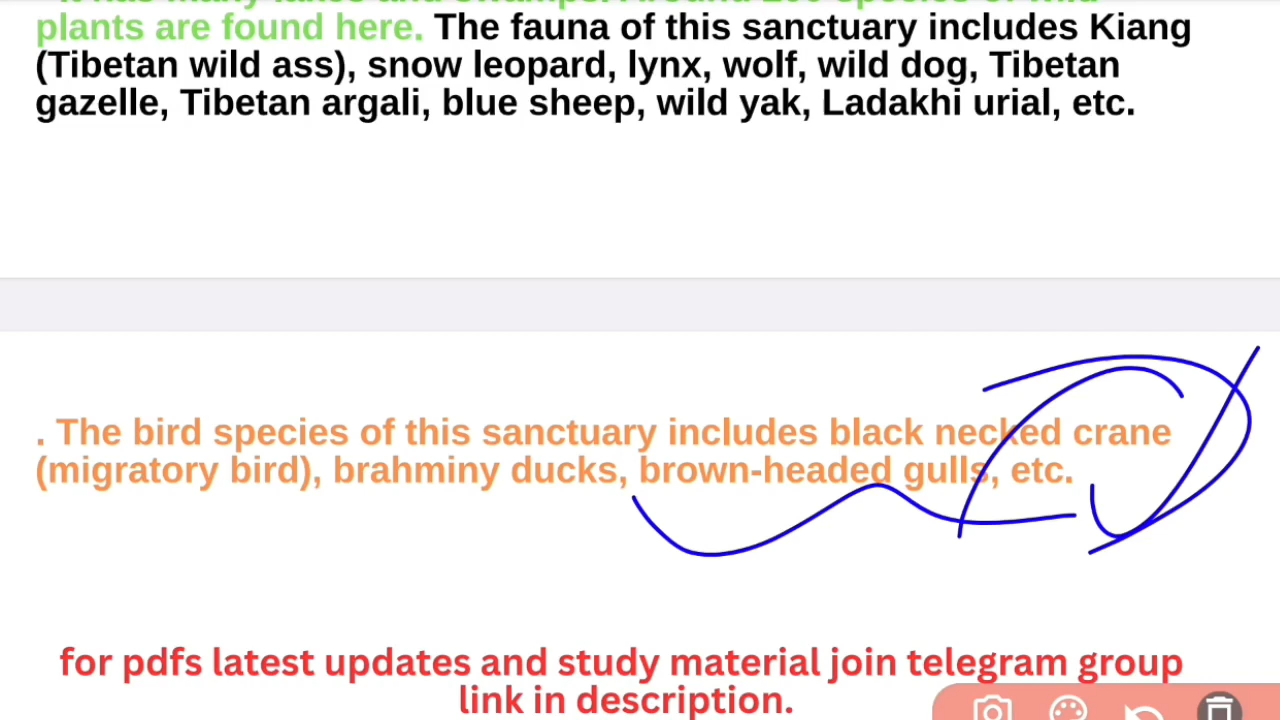 plants are found here. The fauna of this sanctuary includes Kiang
(Tibetan wild ass), snow leopard, lynx, wolf, wild dog, Tibetan
gazelle, Tibetan argali, blue sheep, wild yak, Ladakhi urial, etc.
. The bird species of this sanctuary includes black necked crane
(migratory bird), brahminy ducks, brown-headed gulls, etc.
for pdfs latest updates and study material join telegram group
link in description.